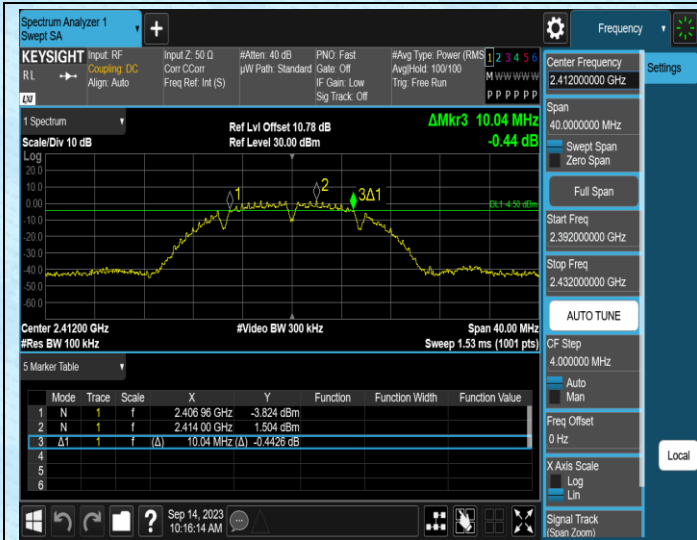 Spectrum Analyzer 1
Swept SA
Frequency
KEYSIGHT
RL
LXI
Input: RF
Coupling: DC
Align: Auto
Input Z: 50 Ω
Corr CCorr
Freq Ref: Int (S)
#Atten: 40 dB
µW Path: Standard
PNO: Fast
Gate: Off
IF Gain: Low
Sig Track: Off
#Avg Type: Power (RMS
Avg|Hold: 100/100
Trig: Free Run
1 2 3 4 5 6
M W W W W W
P P P P P P
1 Spectrum
Scale/Div 10 dB
Ref Lvl Offset 10.78 dB
Ref Level 30.00 dBm
ΔMkr3 10.04 MHz
-0.44 dB
Log
20.0
10.0
0.00
-10.0
-20.0
-30.0
-40.0
-50.0
-60.0
1
2
3Δ1
DL1 -4.50 dBm
Center 2.41200 GHz
#Video BW 300 kHz
Span 40.00 MHz
#Res BW 100 kHz
Sweep 1.53 ms (1001 pts)
5 Marker Table
Mode Trace Scale X Y Function Function Width Function Value
1 N 1 f 2.406 96 GHz -3.824 dBm
2 N 1 f 2.414 00 GHz 1.504 dBm
3 Δ1 1 f (Δ) 10.04 MHz (Δ) -0.4426 dB
4
5
6
Sep 14, 2023
10:16:14 AM
Center Frequency
2.412000000 GHz
Span
40.0000000 MHz
Swept Span
Zero Span
Full Span
Start Freq
2.392000000 GHz
Stop Freq
2.432000000 GHz
AUTO TUNE
CF Step
4.000000 MHz
Auto
Man
Freq Offset
0 Hz
X Axis Scale
Log
Lin
Signal Track
(Span Zoom)
Settings
Local